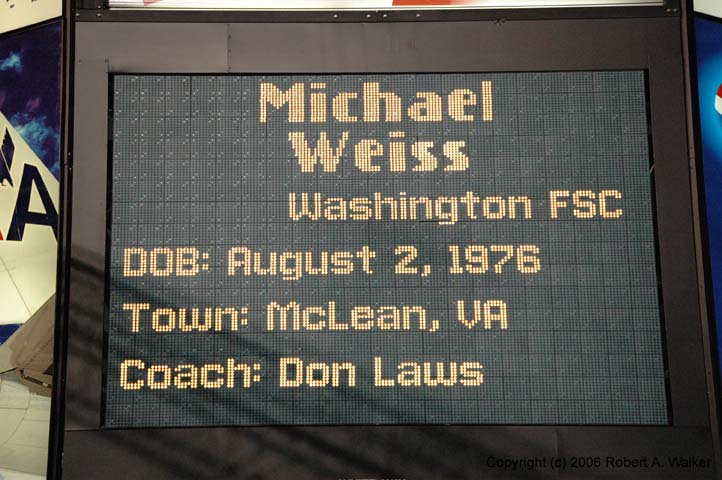 Michael
Weiss
Washington FSC
DOB: August 2, 1976
Town: McLean, VA
Coach: Don Laws
A
Copyright (c) 2006 Robert A. Walker